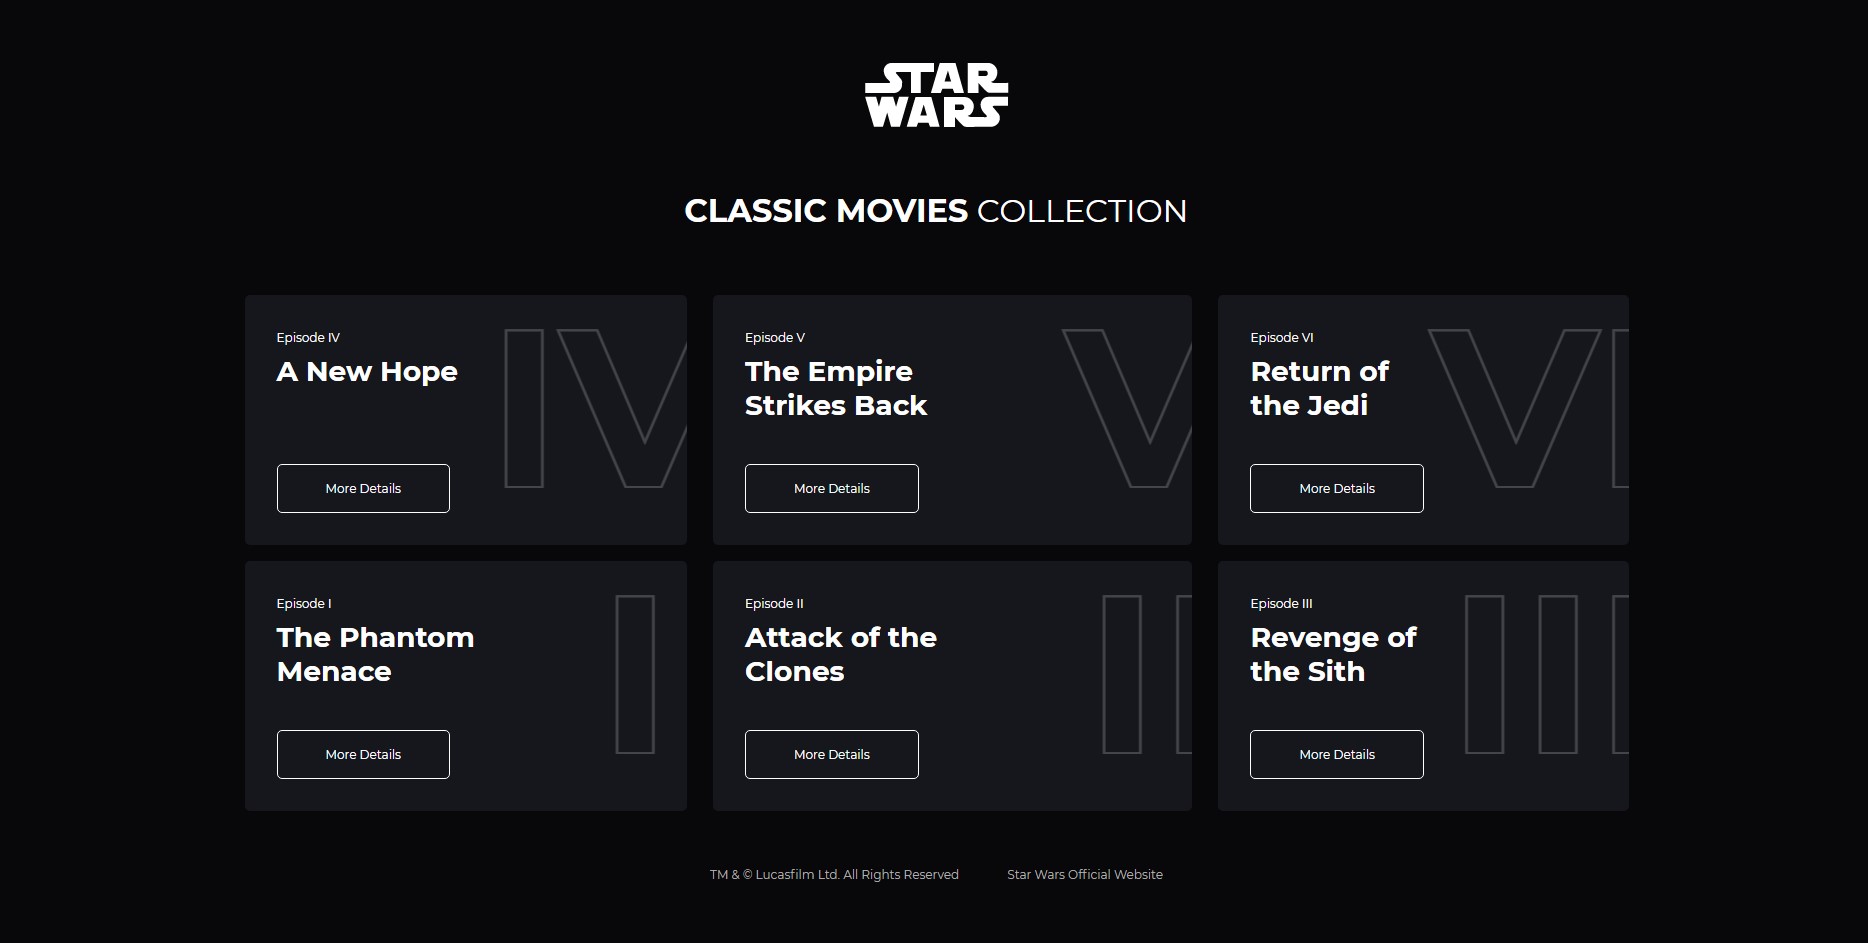 STAR
WARS
CLASSIC MOVIES COLLECTION
Episode IV
A New Hope
IV
More Details
Episode V
The Empire
Strikes Back
V
More Details
Episode VI
Return of
the Jedi
VI
More Details
Episode I
The Phantom
Menace
I
More Details
Episode II
Attack of the
Clones
II
More Details
Episode III
Revenge of
the Sith
III
More Details
TM & © Lucasfilm Ltd. All Rights Reserved
Star Wars Official Website